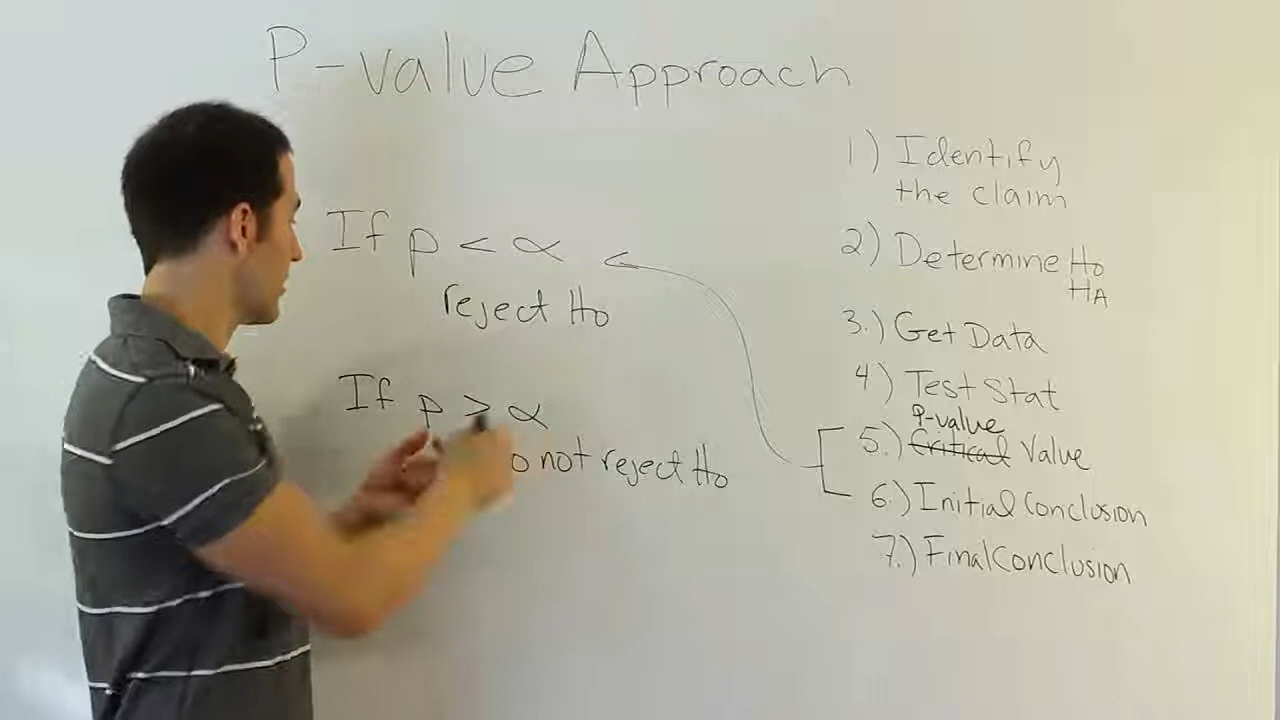 P-value Approach
If p < α
reject Ho
If p > α
o not reject Ho
1) Identify
the claim
2) Determine Ho
HA
3.) Get Data
4) Test Stat
P-value
5.) Critical Value
6.) Initial Conclusion
7.) Final Conclusion